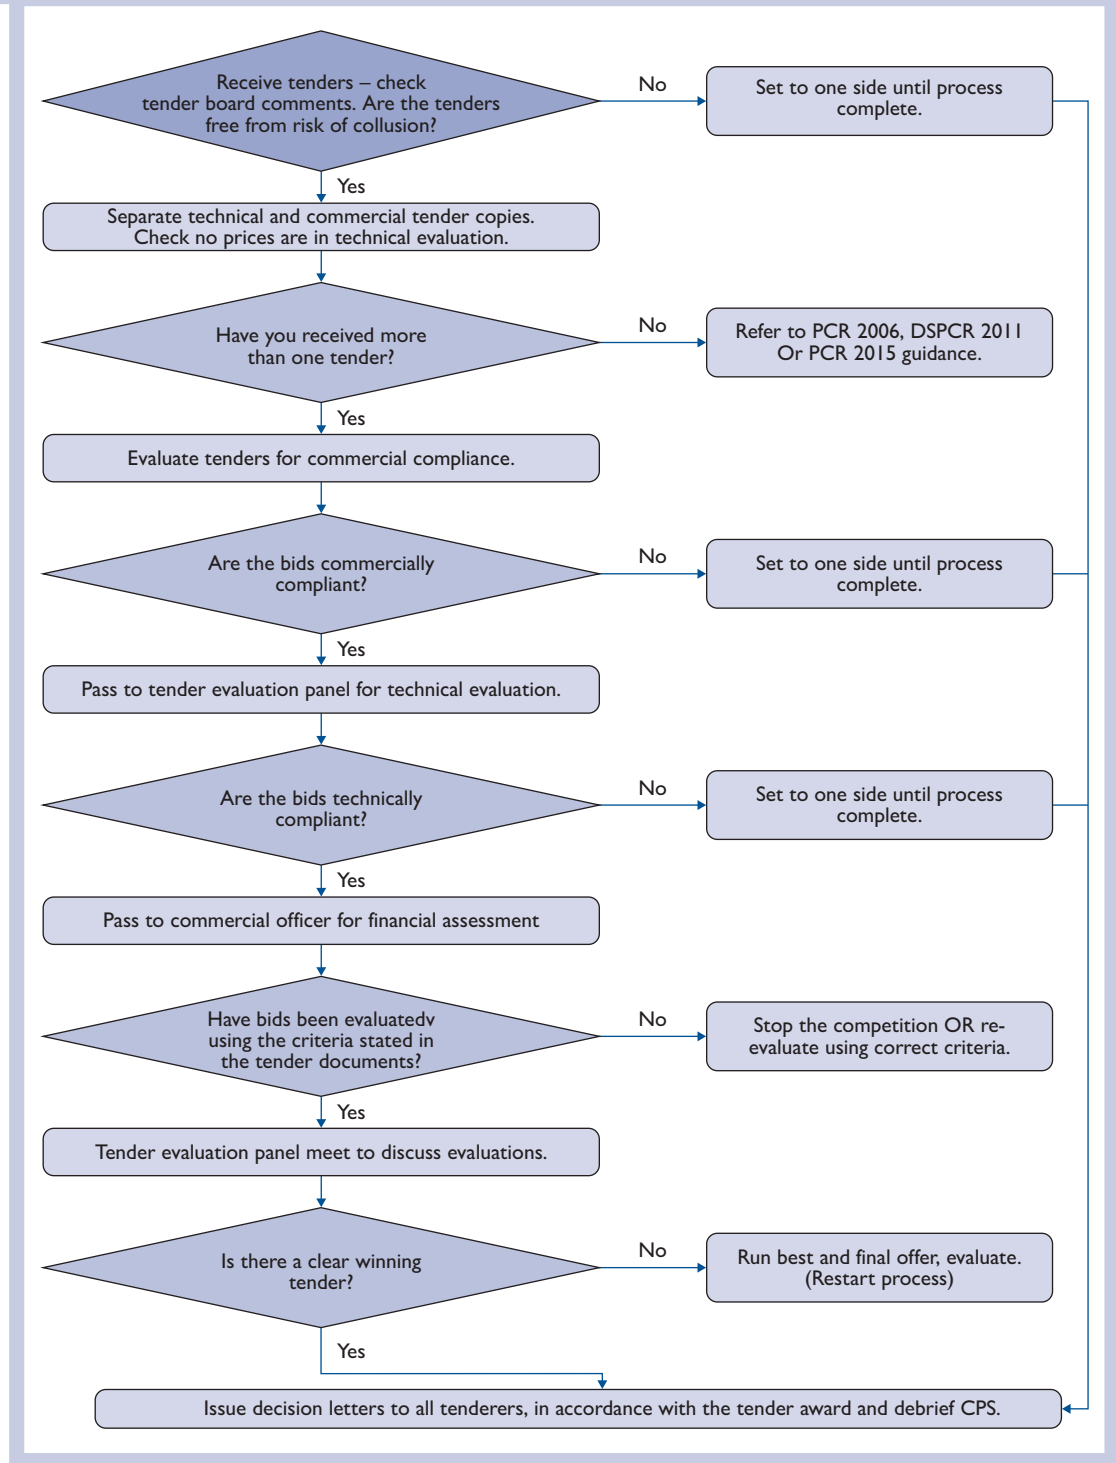 Receive tenders – check
tender board comments. Are the tenders
free from risk of collusion?
No
Set to one side until process
complete.
Yes
Separate technical and commercial tender copies.
Check no prices are in technical evaluation.
Have you received more
than one tender?
No
Refer to PCR 2006, DSPCR 2011
Or PCR 2015 guidance.
Yes
Evaluate tenders for commercial compliance.
Are the bids commercially
compliant?
No
Set to one side until process
complete.
Yes
Pass to tender evaluation panel for technical evaluation.
Are the bids technically
compliant?
No
Set to one side until process
complete.
Yes
Pass to commercial officer for financial assessment
Have bids been evaluatedv
using the criteria stated in
the tender documents?
No
Stop the competition OR re-
evaluate using correct criteria.
Yes
Tender evaluation panel meet to discuss evaluations.
Is there a clear winning
tender?
No
Run best and final offer, evaluate.
(Restart process)
Yes
Issue decision letters to all tenderers, in accordance with the tender award and debrief CPS.